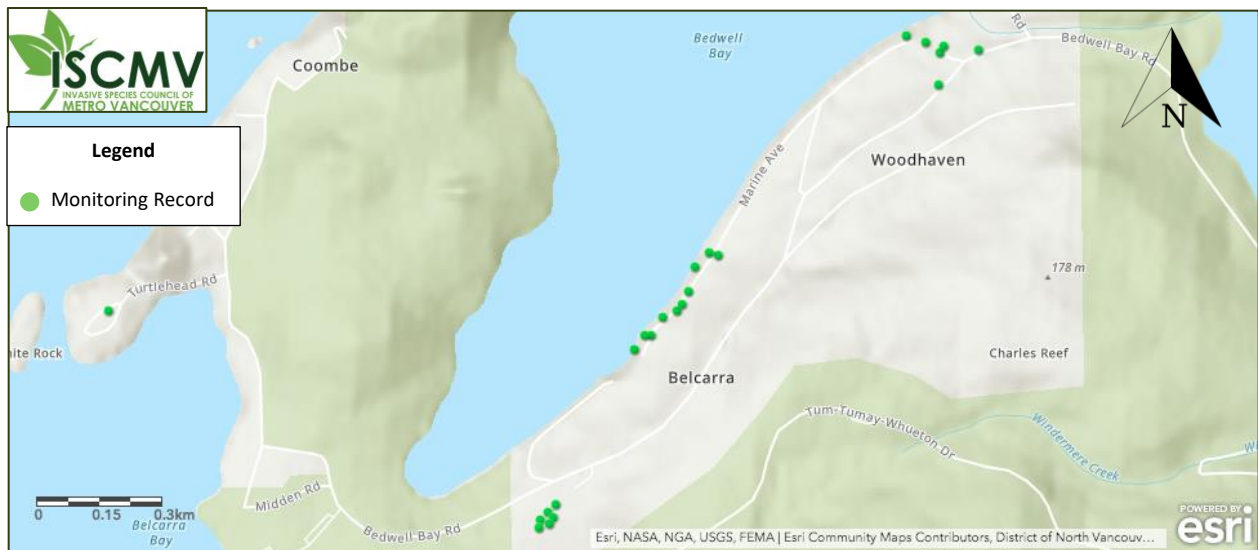 ISCMV
INVASIVE SPECIES COUNCIL OF
METRO VANCOUVER
Legend
Monitoring Record
Coombe
Bedwell
Bay
Rd
Bedwell Bay Rd
N
Woodhaven
Marine Ave
178 m
Turtlehead Rd
ite Rock
Charles Reef
Belcarra
Tum-Tumay-Whueton Dr
Windermere Creek
Wi
Midden Rd
0 0.15 0.3km
Belcarra
Bay
Bedwell Bay Rd
POWERED BY
esri
Esri, NASA, NGA, USGS, FEMA | Esri Community Maps Contributors, District of North Vancouv...